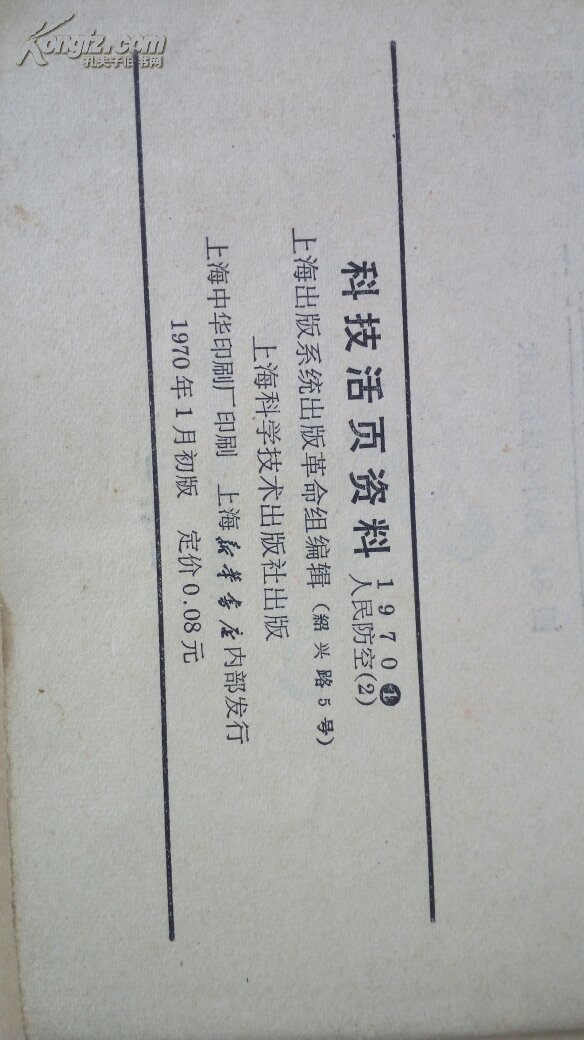 Kongfz.com
孔夫子旧书网
科技活页资料 1970❶ 人民防空(2)
上海出版系统出版革命组编辑(紹兴路5号)
上海科学技术出版社出版
上海中华印刷厂印刷 上海新华书店内部发行
1970年1月初版 定价0.08元